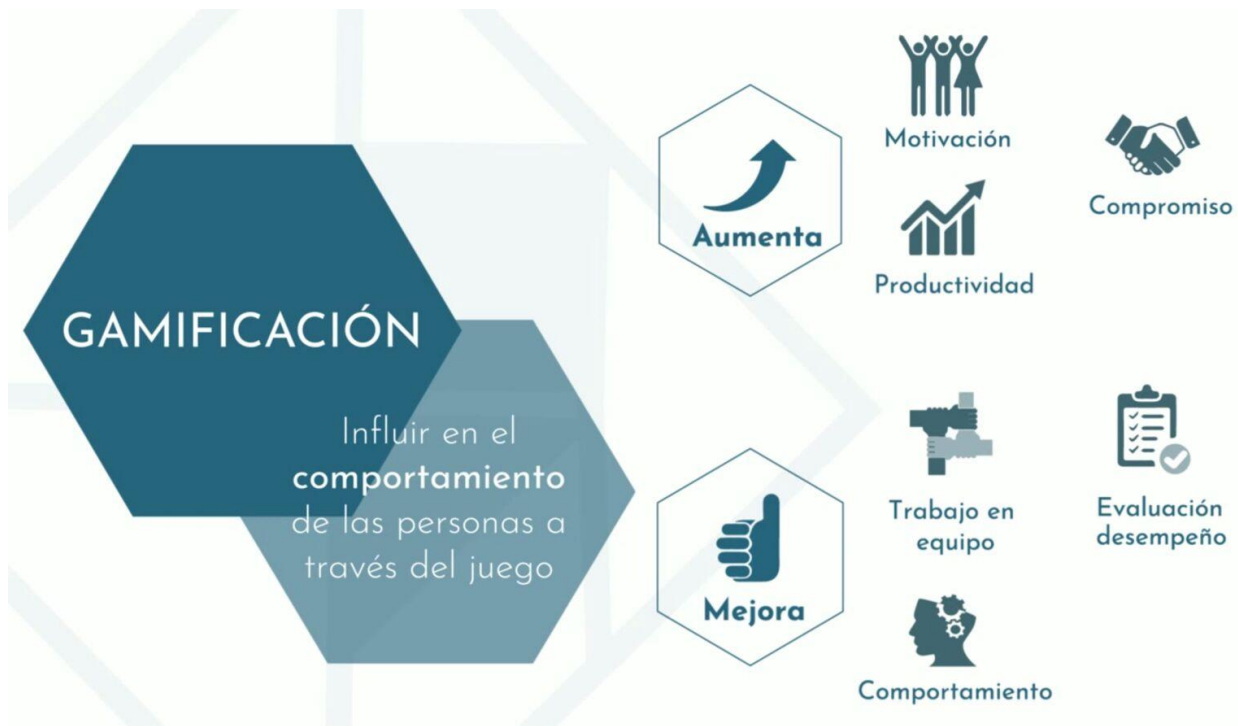 GAMIFICACIÓN
Influir en el
comportamiento
de las personas a
través del juego
Aumenta
Motivación
Compromiso
Productividad
Mejora
Trabajo en
equipo
Evaluación
desempeño
Comportamiento